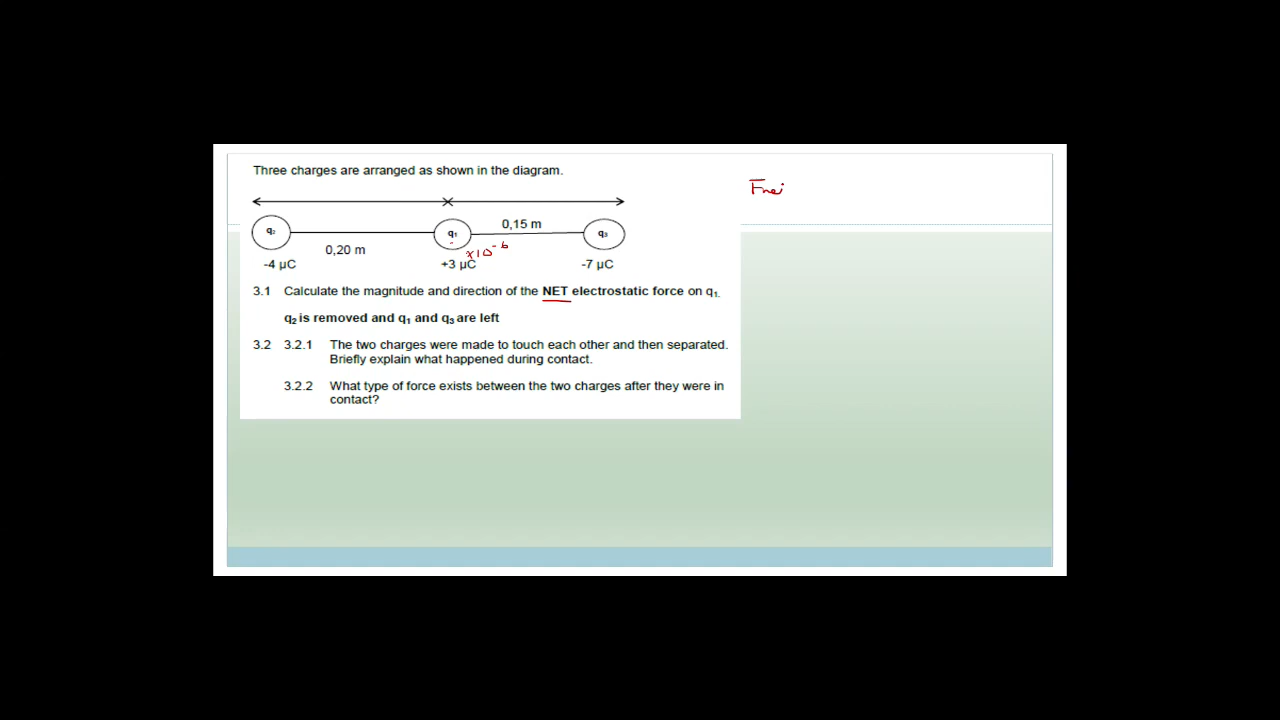 Three charges are arranged as shown in the diagram.
Fnei
q₂ q₁ 0,15 m q₃
0,20 m ×10⁻⁶
-4 µC +3 µC -7 µC
3.1 Calculate the magnitude and direction of the NET electrostatic force on q₁.
q₂ is removed and q₁ and q₃ are left
3.2 3.2.1 The two charges were made to touch each other and then separated.
Briefly explain what happened during contact.
3.2.2 What type of force exists between the two charges after they were in
contact?